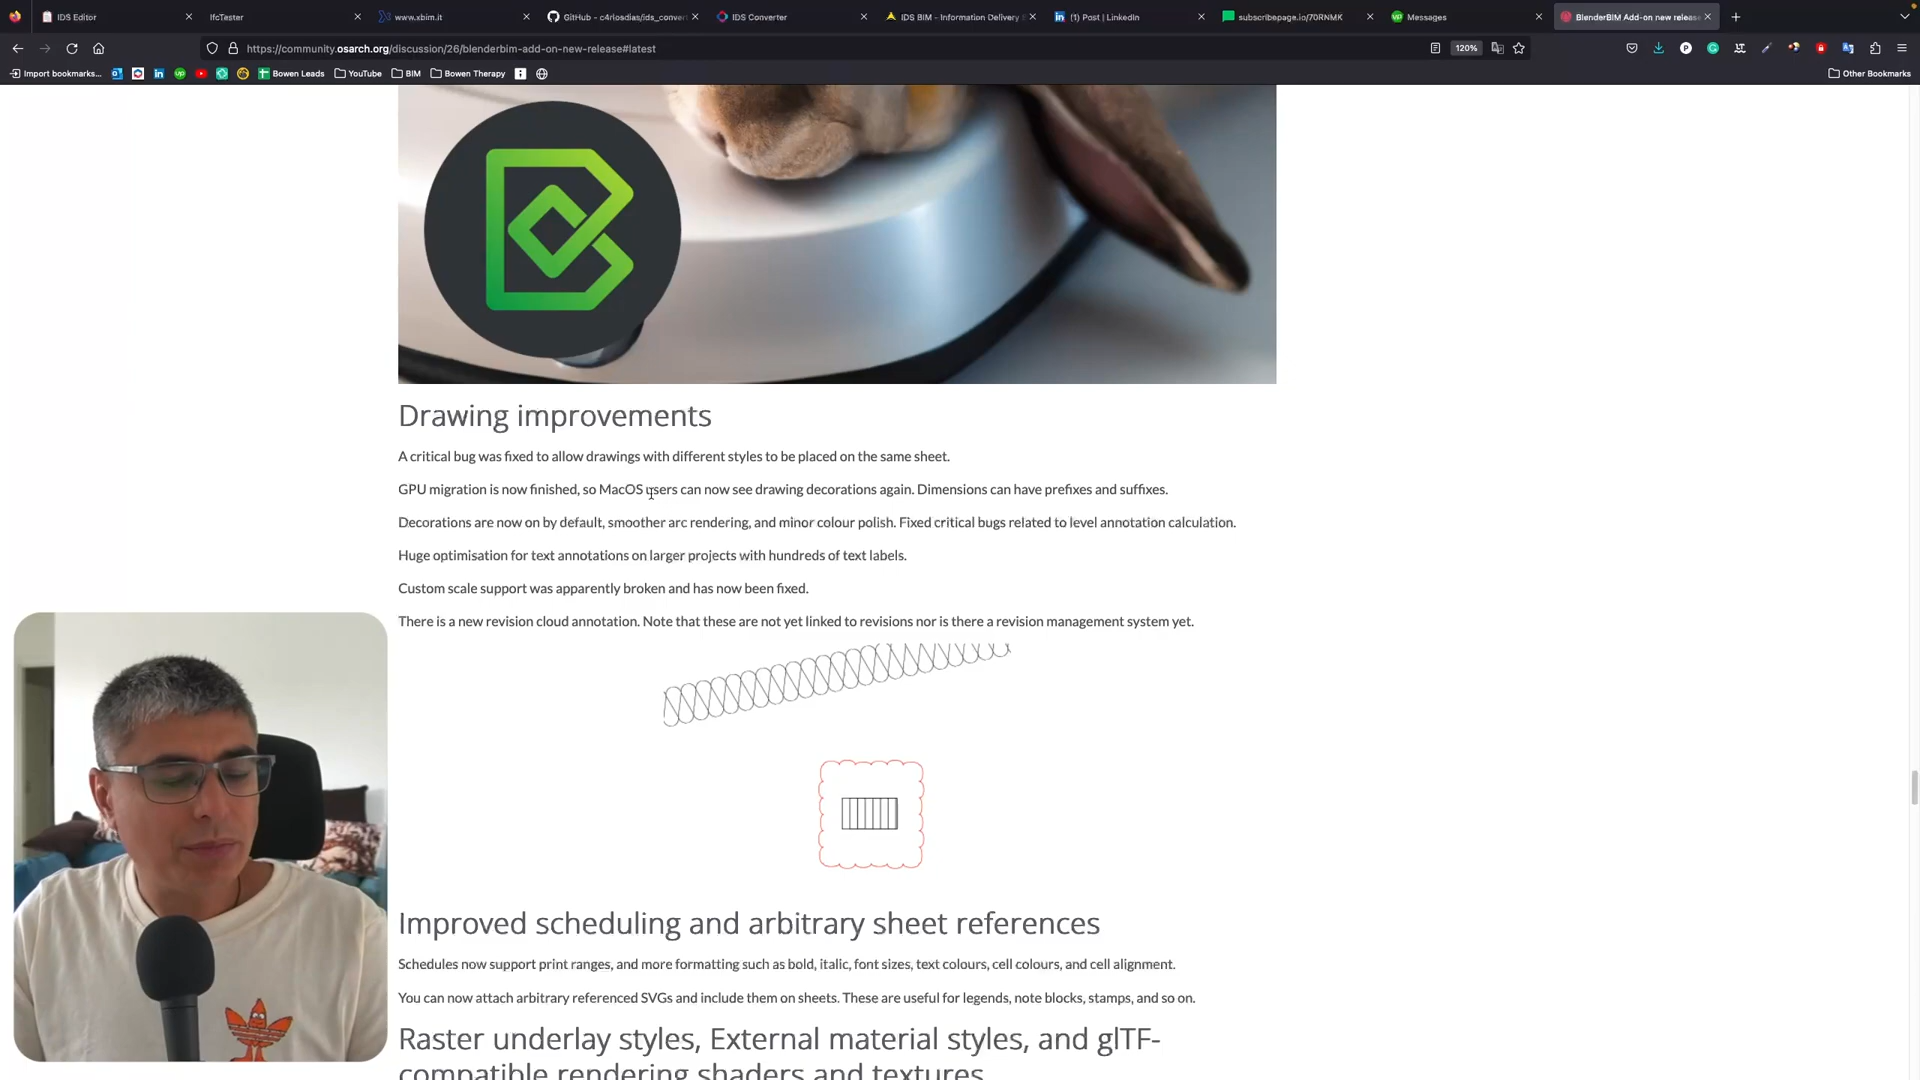 IDS Editor
IfcTester
www.xbim.it
GitHub - c4rlosdias/ids_convert
IDS Converter
IDS BIM - Information Delivery S
(1) Post | LinkedIn
subscribepage.io/70RNMK
Messages
BlenderBIM Add-on new release
https://community.osarch.org/discussion/26/blenderbim-add-on-new-release#latest
120%
Import bookmarks...
Bowen Leads
YouTube
BIM
Bowen Therapy
Other Bookmarks
Drawing improvements
A critical bug was fixed to allow drawings with different styles to be placed on the same sheet.
GPU migration is now finished, so MacOS users can now see drawing decorations again. Dimensions can have prefixes and suffixes.
Decorations are now on by default, smoother arc rendering, and minor colour polish. Fixed critical bugs related to level annotation calculation.
Huge optimisation for text annotations on larger projects with hundreds of text labels.
Custom scale support was apparently broken and has now been fixed.
There is a new revision cloud annotation. Note that these are not yet linked to revisions nor is there a revision management system yet.
Improved scheduling and arbitrary sheet references
Schedules now support print ranges, and more formatting such as bold, italic, font sizes, text colours, cell colours, and cell alignment.
You can now attach arbitrary referenced SVGs and include them on sheets. These are useful for legends, note blocks, stamps, and so on.
Raster underlay styles, External material styles, and glTF-
compatible rendering shaders and textures